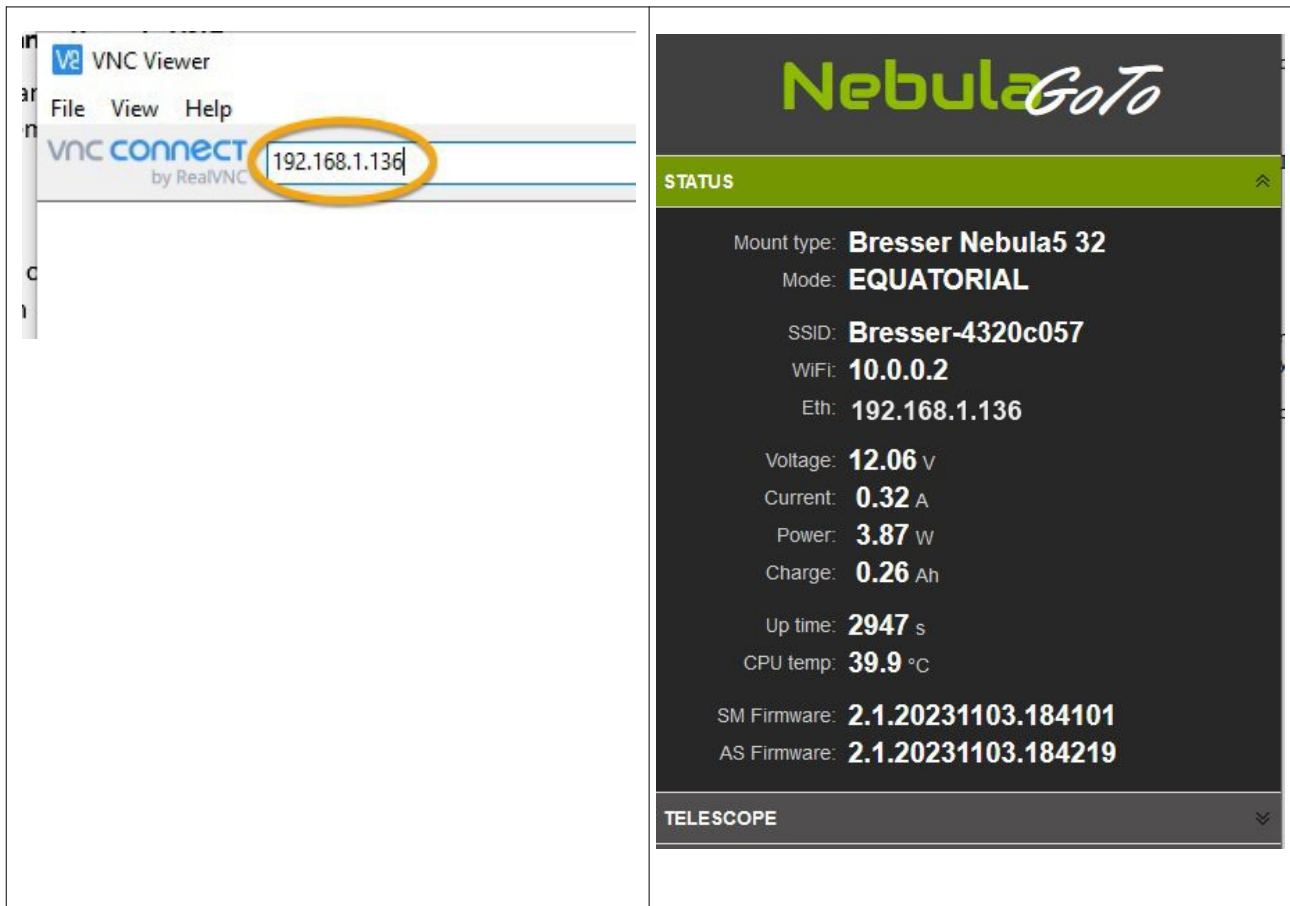 VNC Viewer
File View Help
vnc connect
by RealVNC
192.168.1.136
NebulaGoTo
STATUS
Mount type: Bresser Nebula5 32
Mode: EQUATORIAL
SSID: Bresser-4320c057
WiFi: 10.0.0.2
Eth: 192.168.1.136
Voltage: 12.06 V
Current: 0.32 A
Power: 3.87 W
Charge: 0.26 Ah
Up time: 2947 s
CPU temp: 39.9 °C
SM Firmware: 2.1.20231103.184101
AS Firmware: 2.1.20231103.184219
TELESCOPE